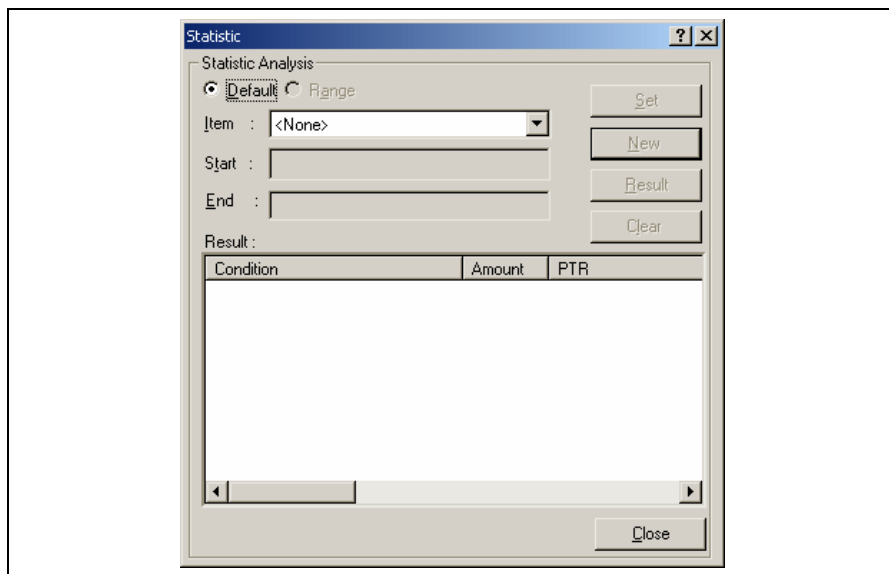 Statistic
Statistic Analysis
Default Range
Set
Item : <None>
New
Start :
Result
End :
Clear
Result :
Condition Amount PTR
Close